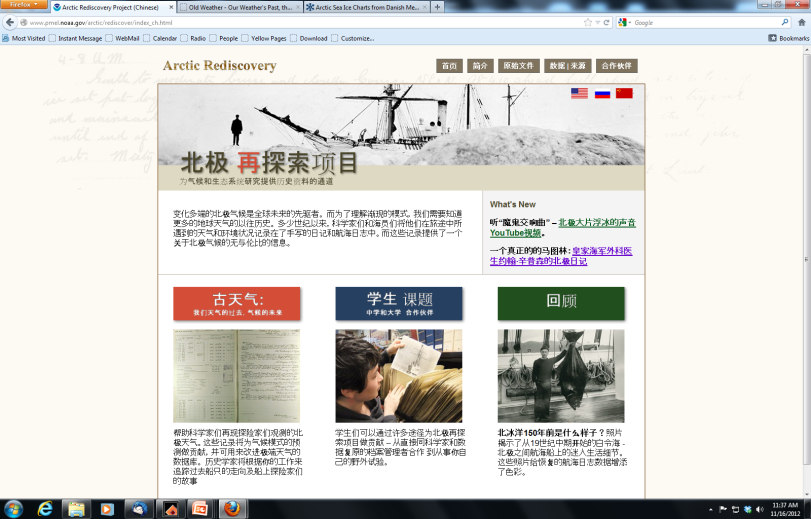 Firefox
Arctic Rediscovery Project (Chinese)
Old Weather - Our Weather's Past, th...
Arctic Sea Ice Charts from Danish Me...
www.pmel.noaa.gov/arctic/rediscover/index_ch.html
Google
Most Visited Instant Message WebMail Calendar Radio People Yellow Pages Download Customize...
Bookmarks
Arctic Rediscovery
首页 简介 原始文件 数据|来源 合作伙伴
北极 再探索项目
为气候和生态系统研究提供历史资料的通道
变化多端的北极气候是全球未来的先驱者。而为了理解渐现的模式,我们需要知道
更多的地球天气的以往历史。多少世纪以来,科学家们和海员们将他们在旅途中所
遇到的天气和环境状况记录在了手写的日记和航海日志中。而这些记录提供了一个
关于北极气候的无与伦比的信息。
What's New
听“魔鬼交响曲” – 北极大片浮冰的声音
YouTube视频。
一个真正的的马图林: 皇家海军外科医
生约翰·辛普森的北极日记
古天气:
我们天气的过去, 气候的未来
学生 课题
中学和大学 合作伙伴
回顾
帮助科学家们再现探险家们观测的北
极天气。这些记录将为气候模式的预
测做贡献, 并可用来改进极端天气的
数据库。历史学家将根据你的工作来
追踪过去船只的走向及船上探险家们
的故事
学生们可以通过许多途径为北极再探
索项目做贡献 – 从直接同科学家和数
据复原的档案管理者合作 到从事你自
己的野外试验。
北冰洋150年前是什么样子?照片
揭示了从19世纪中期开始的白令海 -
北极之间航海船上的迷人生活细节。
这些照片给恢复的航海日志数据增添
了色彩。
11:37 AM
11/16/2012